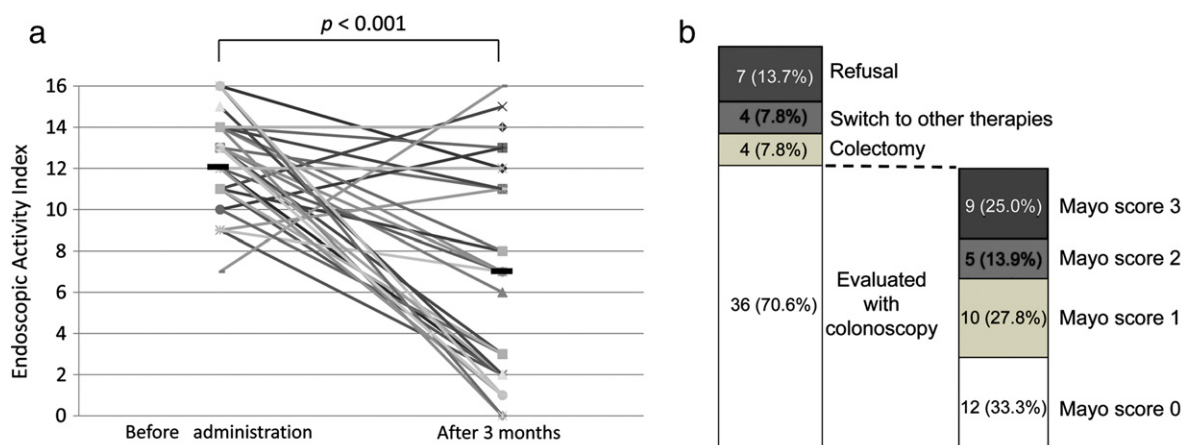 a
p < 0.001
Endoscopic Activity Index
16
14
12
10
8
6
4
2
0
Before administration
After 3 months
b
7 (13.7%)
Refusal
4 (7.8%)
Switch to other therapies
4 (7.8%)
Colectomy
36 (70.6%)
Evaluated
with
colonoscopy
9 (25.0%)
Mayo score 3
5 (13.9%)
Mayo score 2
10 (27.8%)
Mayo score 1
12 (33.3%)
Mayo score 0